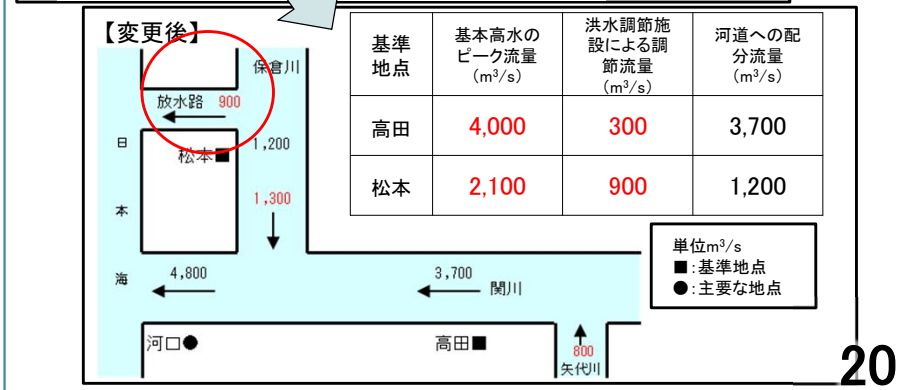 【変更後】
基準
地点
基本高水の
ピーク流量
(m³/s)
洪水調節施
設による調
節流量
(m³/s)
河道への配
分流量
(m³/s)
高田
4,000
300
3,700
松本
2,100
900
1,200
保倉川
放水路 900
松本■
1,200
1,300
日
本
海
4,800
3,700
関川
河口●
高田■
800
矢代川
単位m³/s
■:基準地点
●:主要な地点
20